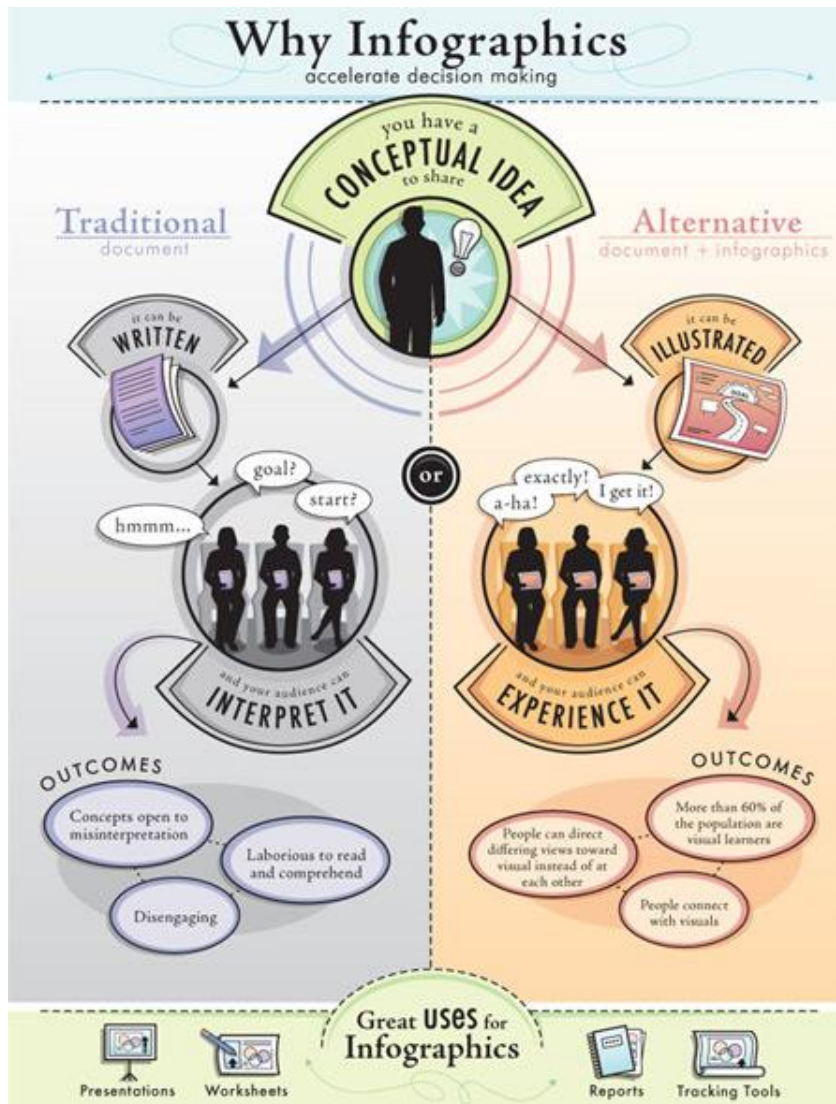 Why Infographics
accelerate decision making
you have a
CONCEPTUAL IDEA
to share
Traditional
document
Alternative
document + infographics
it can be
WRITTEN
it can be
ILLUSTRATED
or
hmmm...
goal?
start?
a-ha!
exactly!
I get it!
and your audience can
INTERPRET IT
and your audience can
EXPERIENCE IT
OUTCOMES
Concepts open to
misinterpretation
Laborious to read
and comprehend
Disengaging
OUTCOMES
People can direct
differing views toward
visual instead of at
each other
More than 60% of
the population are
visual learners
People connect
with visuals
Great USES for
Infographics
Presentations
Worksheets
Reports
Tracking Tools